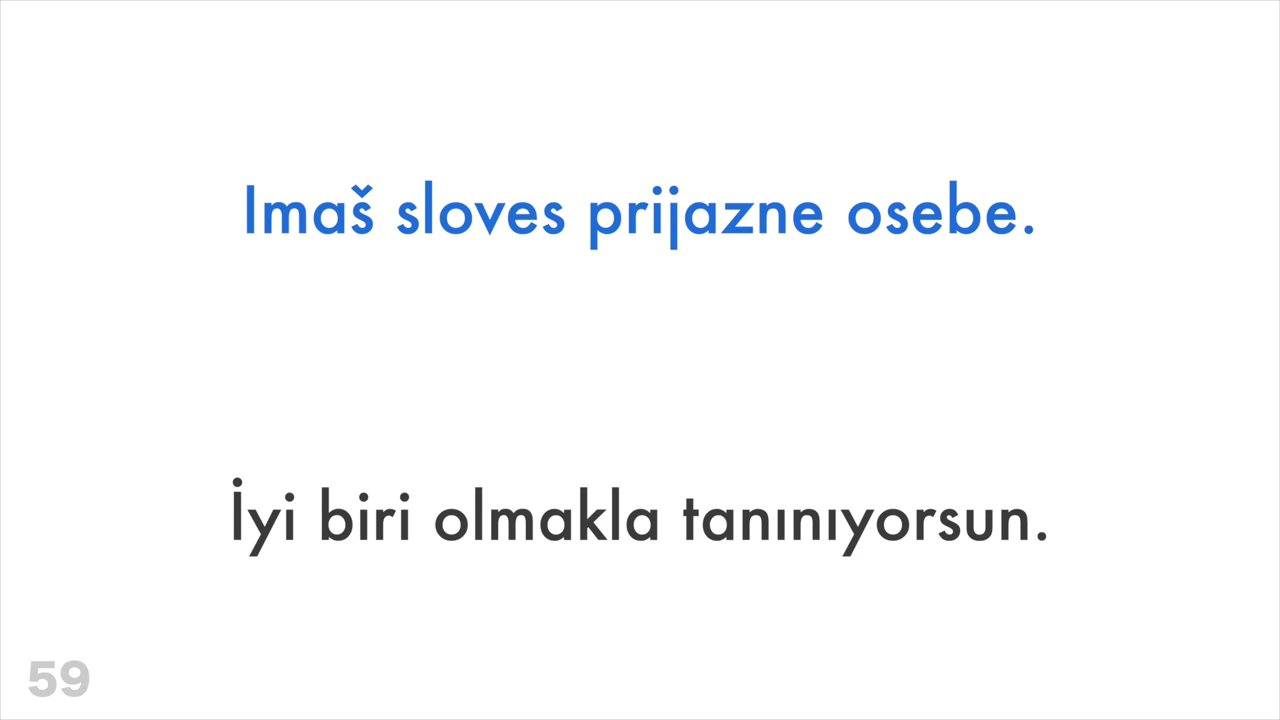 Imaš sloves prijazne osebe.
İyi biri olmakla tanınıyorsun.
59